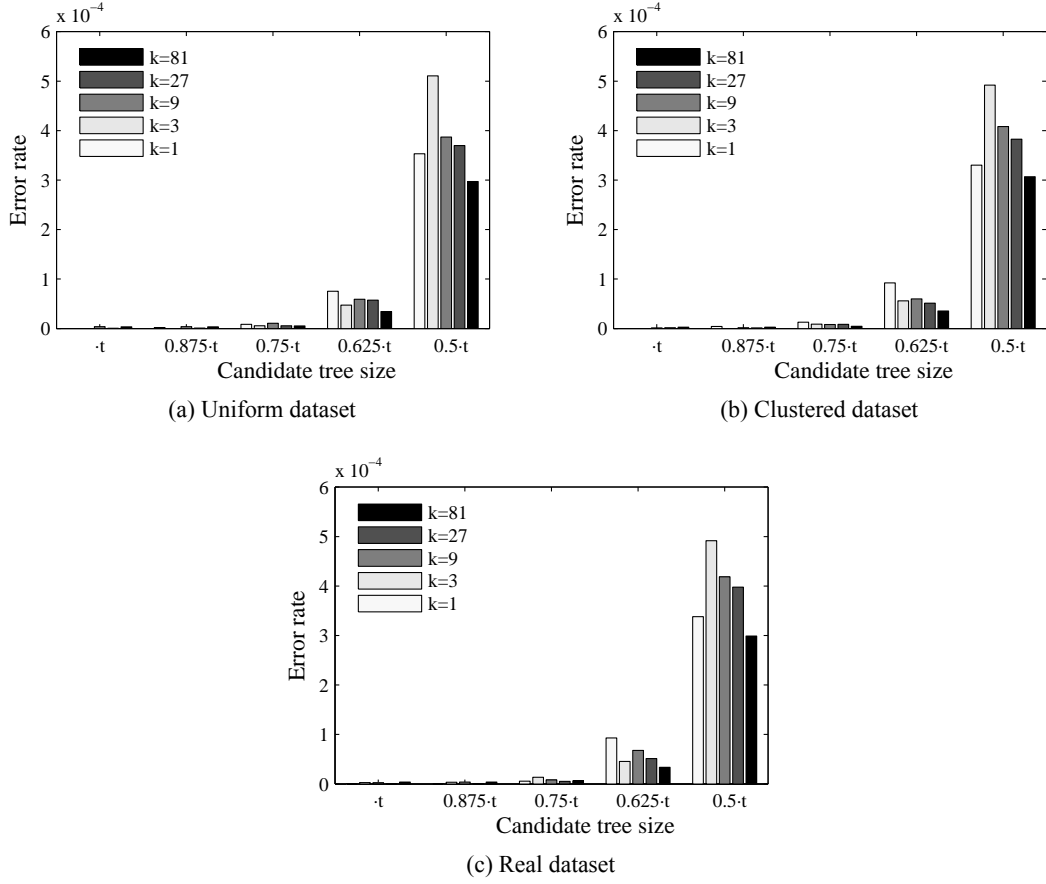 x 10⁻⁴
6
5
4
3
2
1
0
Error rate
k=81
k=27
k=9
k=3
k=1
·t 0.875·t 0.75·t 0.625·t 0.5·t
Candidate tree size
(a) Uniform dataset
x 10⁻⁴
6
5
4
3
2
1
0
Error rate
k=81
k=27
k=9
k=3
k=1
·t 0.875·t 0.75·t 0.625·t 0.5·t
Candidate tree size
(b) Clustered dataset
x 10⁻⁴
6
5
4
3
2
1
0
Error rate
k=81
k=27
k=9
k=3
k=1
·t 0.875·t 0.75·t 0.625·t 0.5·t
Candidate tree size
(c) Real dataset